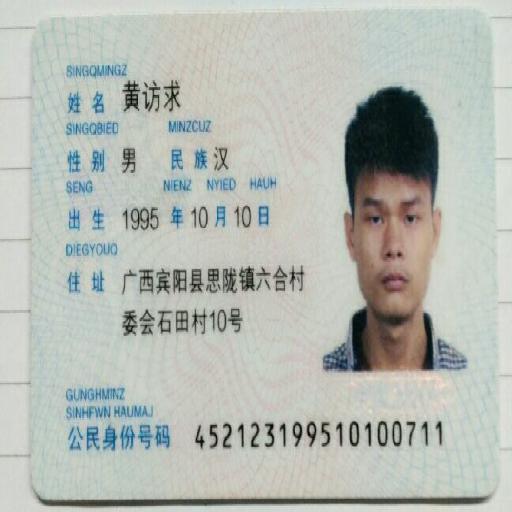 SINGQMINGZ
姓名 黄访求
SINGQBIED MINZCUZ
性别 男 民族 汉
SENG NIENZ NYIED HAUH
出生 1995 年 10 月 10 日
DIEGYOUQ
住址 广西宾阳县思陇镇六合村
委会石田村10号
GUNGHMINZ
SINHFWN HAUMAJ
公民身份号码 452123199510100711